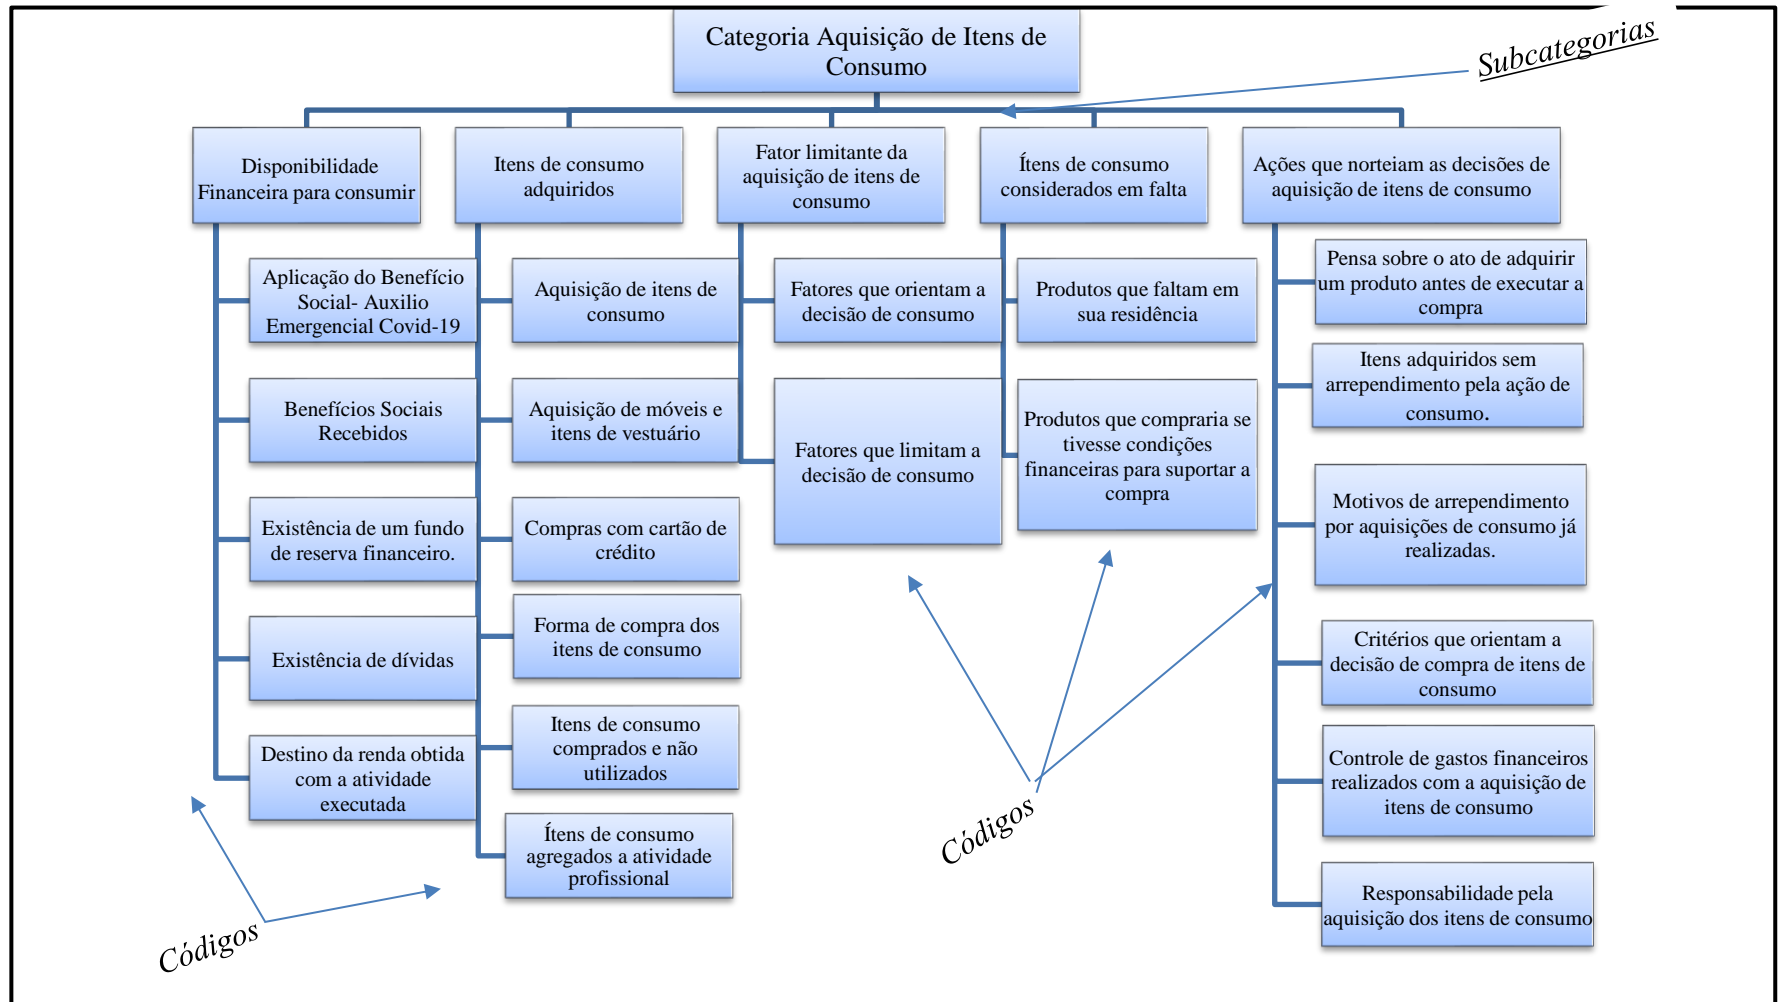 Categoria Aquisição de Itens de
Consumo
Subcategorias
Disponibilidade
Financeira para consumir
Itens de consumo
adquiridos
Fator limitante da
aquisição de itens de
consumo
Ítens de consumo
considerados em falta
Ações que norteiam as decisões de
aquisição de itens de consumo
Aplicação do Benefício
Social- Auxilio
Emergencial Covid-19
Benefícios Sociais
Recebidos
Existência de um fundo
de reserva financeiro.
Existência de dívidas
Destino da renda obtida
com a atividade
executada
Aquisição de itens de
consumo
Aquisição de móveis e
itens de vestuário
Compras com cartão de
crédito
Forma de compra dos
itens de consumo
Itens de consumo
comprados e não
utilizados
Ítens de consumo
agregados a atividade
profissional
Fatores que orientam a
decisão de consumo
Fatores que limitam a
decisão de consumo
Produtos que faltam em
sua residência
Produtos que compraria se
tivesse condições
financeiras para suportar a
compra
Pensa sobre o ato de adquirir
um produto antes de executar a
compra
Itens adquiridos sem
arrependimento pela ação de
consumo.
Motivos de arrependimento
por aquisições de consumo já
realizadas.
Critérios que orientam a
decisão de compra de itens de
consumo
Controle de gastos financeiros
realizados com a aquisição de
itens de consumo
Responsabilidade pela
aquisição dos itens de consumo
Códigos
Códigos